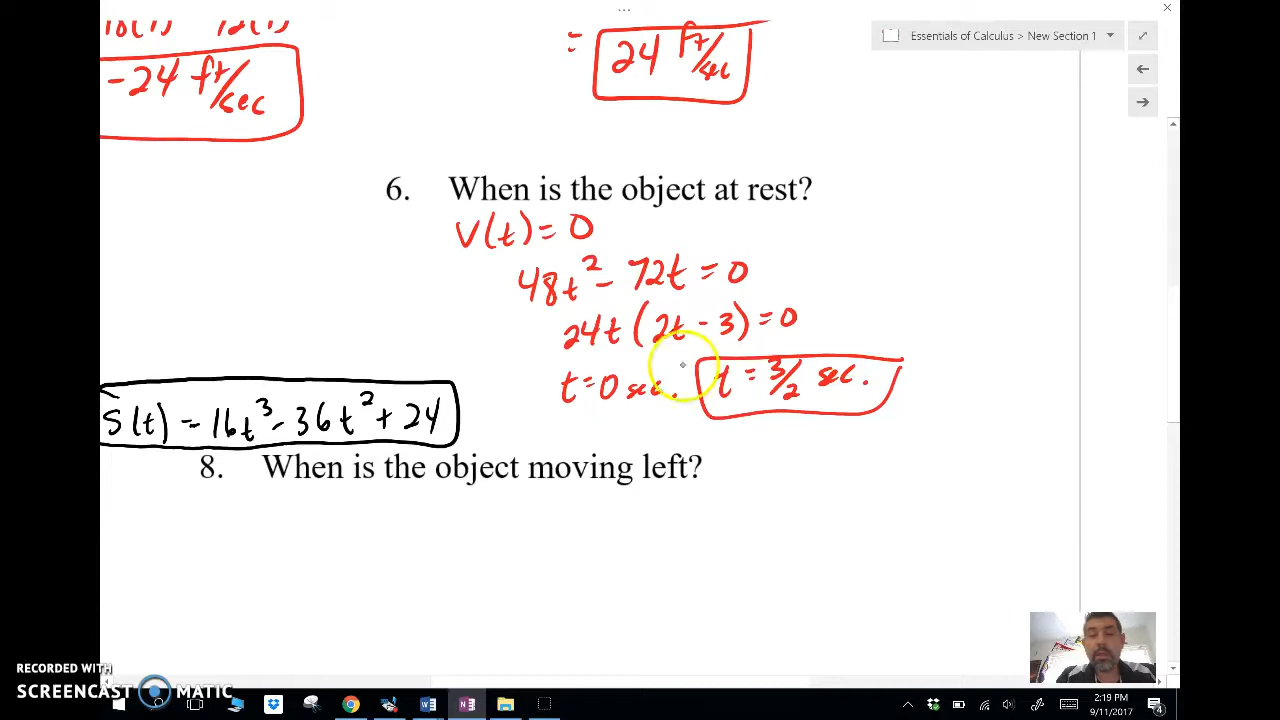 Essentials of Calculus > New Section 1
-24 ft/sec
= 24 ft/sec
6. When is the object at rest?
v(t) = 0
48t² - 72t = 0
24t (2t - 3) = 0
t = 0 sec. t = 3/2 sec.
S(t) = 16t³ - 36t² + 24
8. When is the object moving left?
RECORDED WITH
SCREENCAST MATIC
2:19 PM
9/11/2017
4